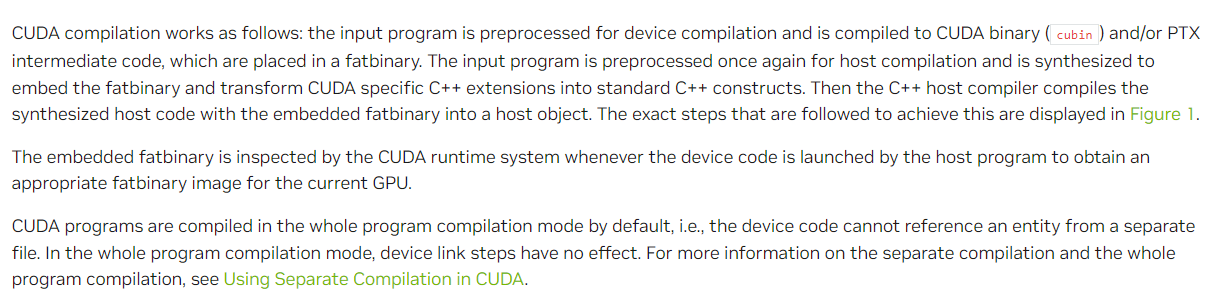 CUDA compilation works as follows: the input program is preprocessed for device compilation and is compiled to CUDA binary ( cubin ) and/or PTX
intermediate code, which are placed in a fatbinary. The input program is preprocessed once again for host compilation and is synthesized to
embed the fatbinary and transform CUDA specific C++ extensions into standard C++ constructs. Then the C++ host compiler compiles the
synthesized host code with the embedded fatbinary into a host object. The exact steps that are followed to achieve this are displayed in Figure 1.
The embedded fatbinary is inspected by the CUDA runtime system whenever the device code is launched by the host program to obtain an
appropriate fatbinary image for the current GPU.
CUDA programs are compiled in the whole program compilation mode by default, i.e., the device code cannot reference an entity from a separate
file. In the whole program compilation mode, device link steps have no effect. For more information on the separate compilation and the whole
program compilation, see Using Separate Compilation in CUDA.